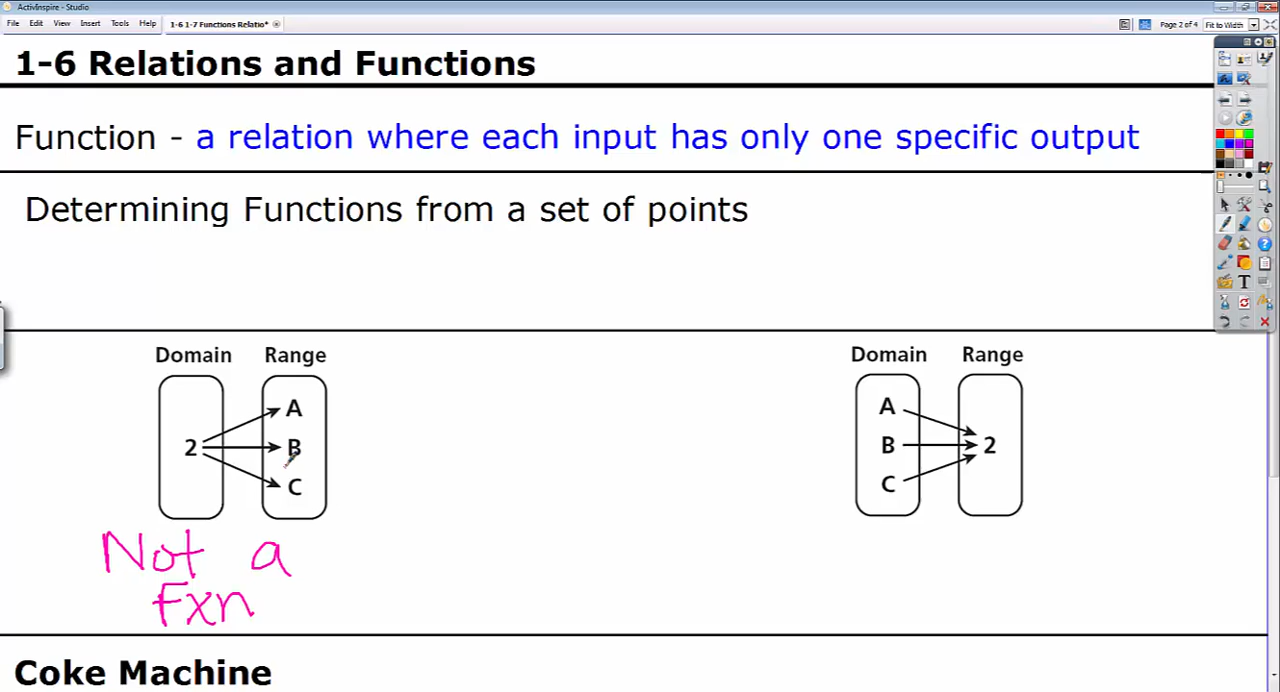 ActivInspire - Studio
File Edit View Insert Tools Help 1-6 1-7 Functions Relatio* Page 2 of 4 Fit to Width
1-6 Relations and Functions
Function - a relation where each input has only one specific output
Determining Functions from a set of points
Domain Range Domain Range
A A
2 B B 2
C C
Not a
Fxn
Coke Machine
T